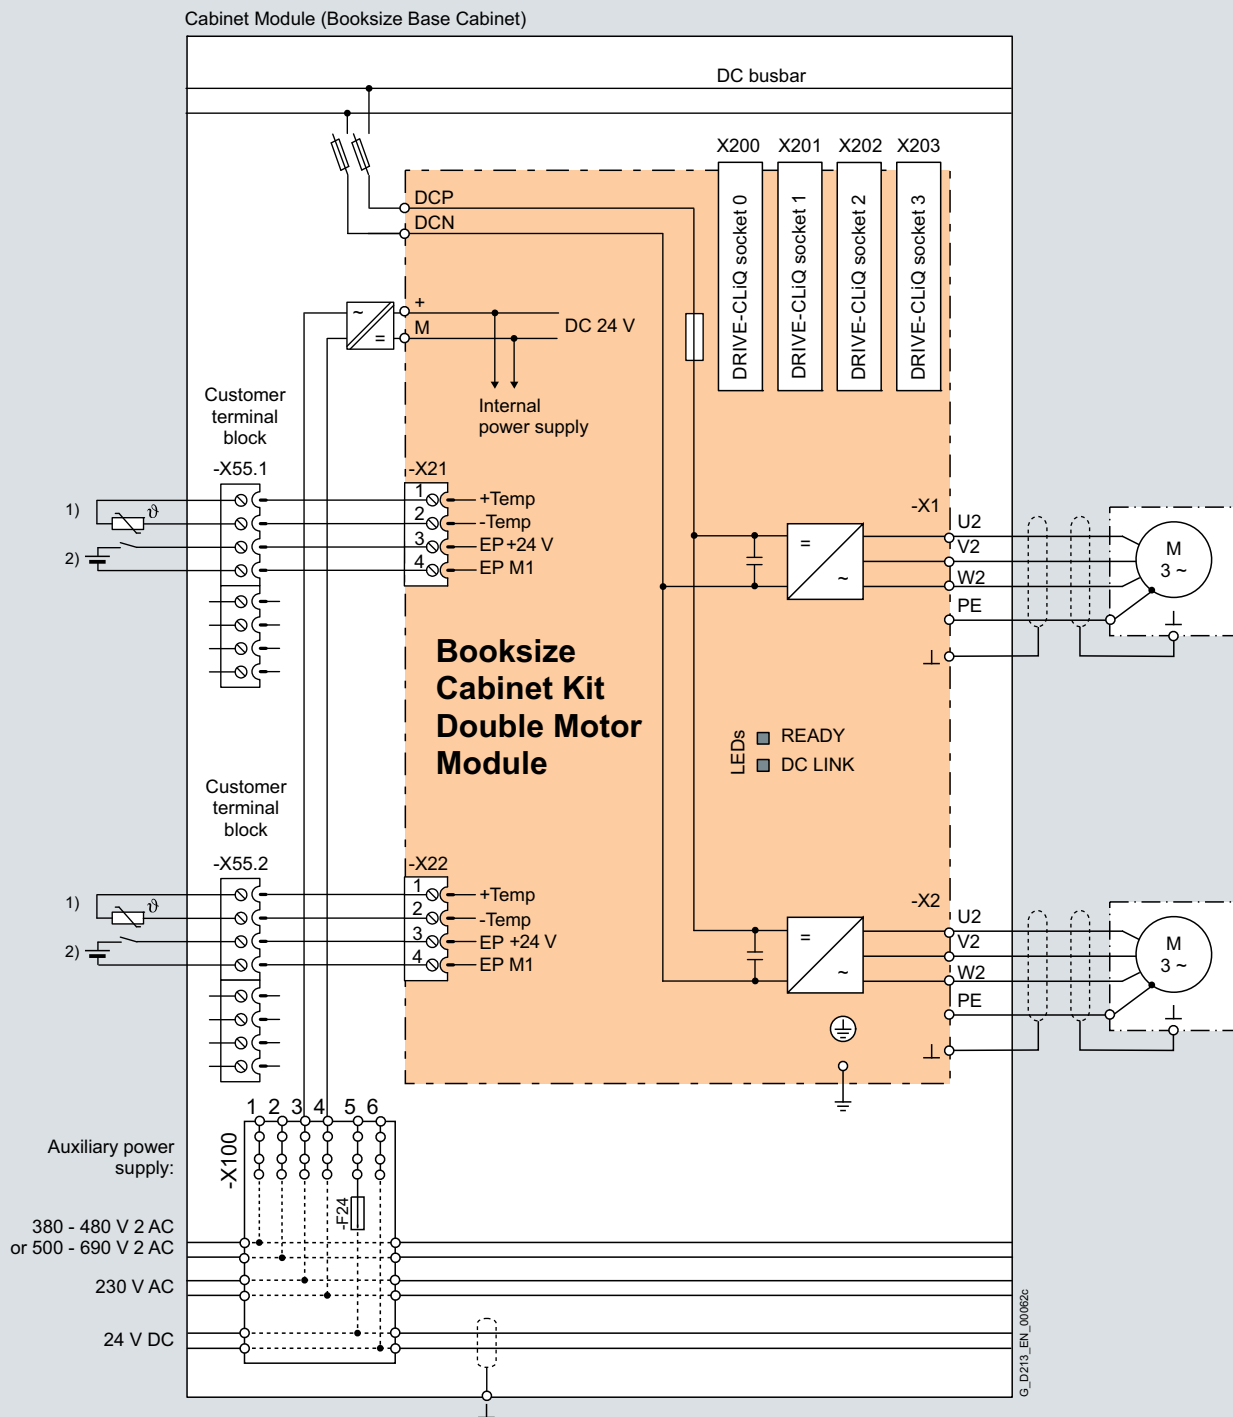 Cabinet Module (Booksize Base Cabinet)
DC busbar
X200 X201 X202 X203
DRIVE-CLiQ socket 0
DRIVE-CLiQ socket 1
DRIVE-CLiQ socket 2
DRIVE-CLiQ socket 3
DCP
DCN
~
=
+
M
DC 24 V
Internal
power supply
Customer
terminal
block
-X55.1
-X21
1)
ϑ
2)
1 +Temp
2 -Temp
3 EP +24 V
4 EP M1
-X1
=
~
U2
V2
W2
PE
M
3 ~
Booksize
Cabinet Kit
Double Motor
Module
LEDs
READY
DC LINK
Customer
terminal
block
-X55.2
-X22
1)
ϑ
2)
1 +Temp
2 -Temp
3 EP +24 V
4 EP M1
-X2
=
~
U2
V2
W2
PE
M
3 ~
1 2 3 4 5 6
-X100
-F24
Auxiliary power
supply:
380 - 480 V 2 AC
or 500 - 690 V 2 AC
230 V AC
24 V DC
G_D213_EN_00062c